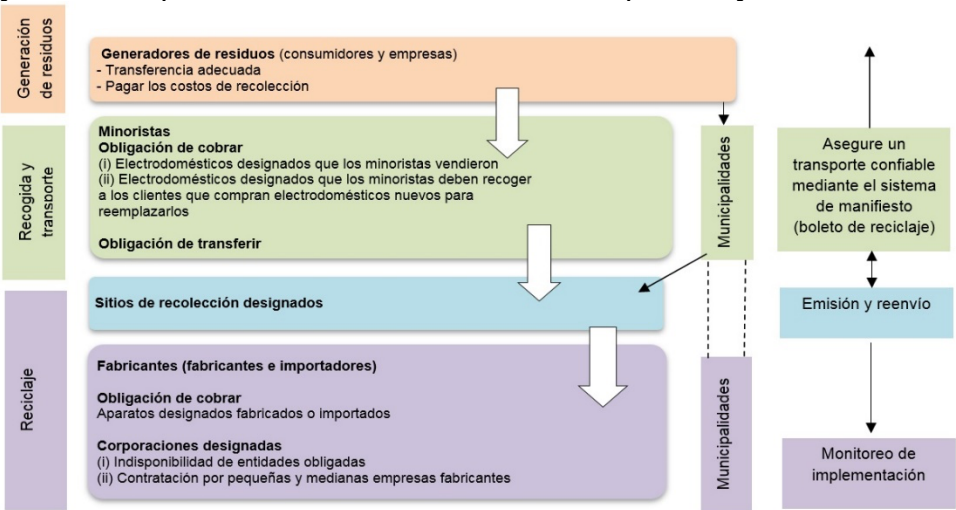 Generación
de residuos
Generadores de residuos (consumidores y empresas)
- Transferencia adecuada
- Pagar los costos de recolección
Recogida y
transporte
Minoristas
Obligación de cobrar
(i) Electrodomésticos designados que los minoristas vendieron
(ii) Electrodomésticos designados que los minoristas deben recoger
a los clientes que compran electrodomésticos nuevos para
reemplazarlos
Obligación de transferir
Municipalidades
Asegure un
transporte confiable
mediante el sistema
de manifiesto
(boleto de reciclaje)
Sitios de recolección designados
Emisión y reenvío
Reciclaje
Fabricantes (fabricantes e importadores)
Obligación de cobrar
Aparatos designados fabricados o importados
Corporaciones designadas
(i) Indisponibilidad de entidades obligadas
(ii) Contratación por pequeñas y medianas empresas fabricantes
Municipalidades
Monitoreo de
implementación